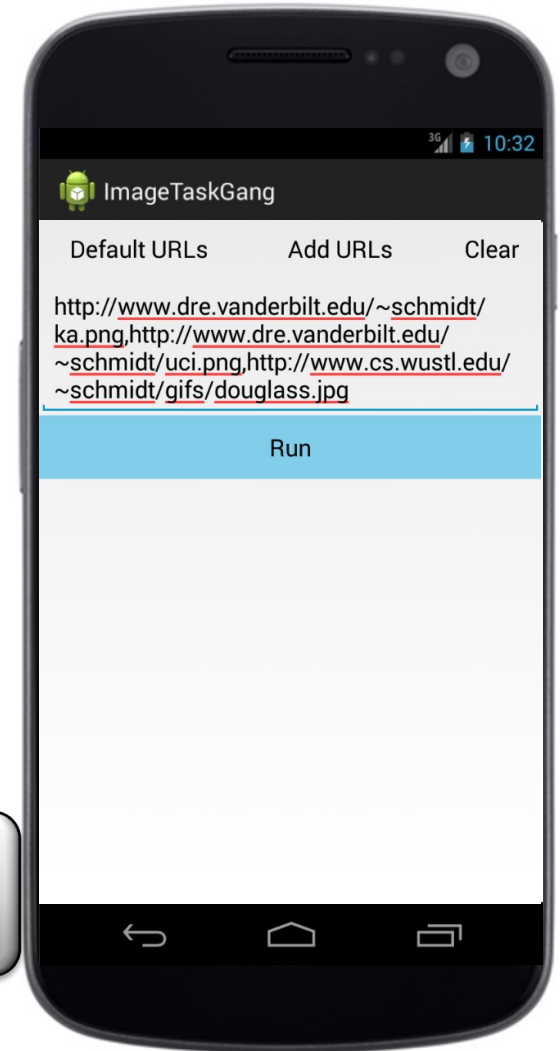 3G 10:32
ImageTaskGang
Default URLs Add URLs Clear
http://www.dre.vanderbilt.edu/~schmidt/
ka.png,http://www.dre.vanderbilt.edu/
~schmidt/uci.png,http://www.cs.wustl.edu/
~schmidt/gifs/douglass.jpg
Run